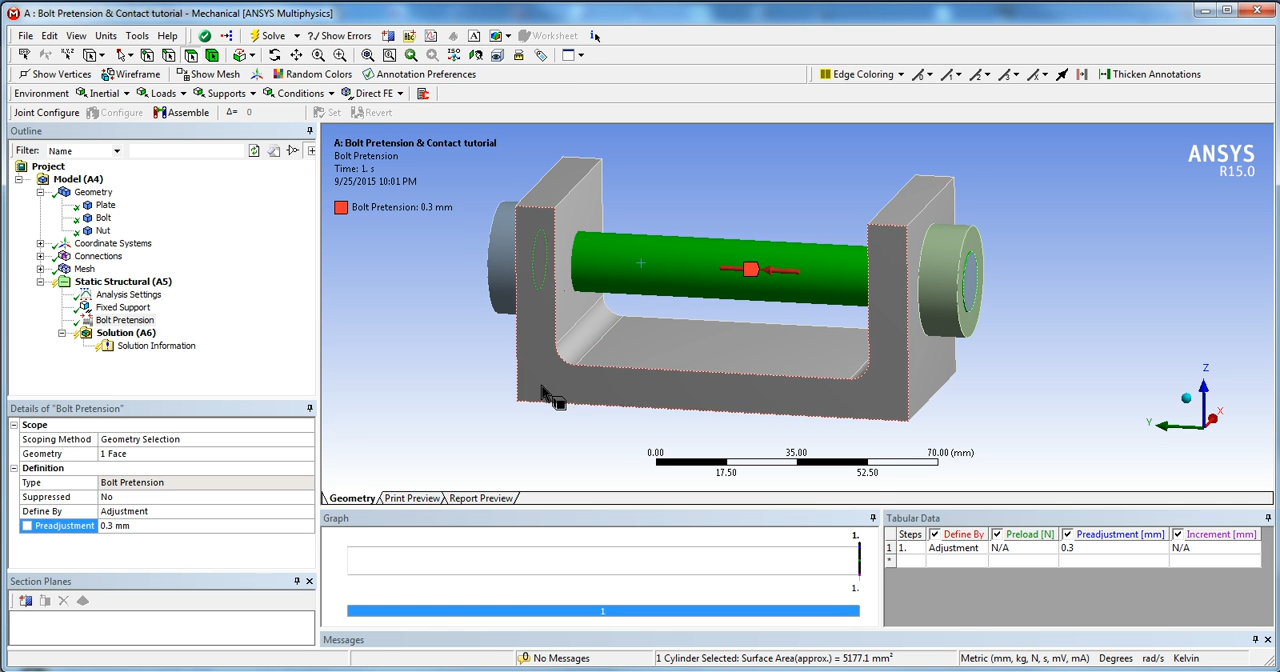 A : Bolt Pretension & Contact tutorial - Mechanical [ANSYS Multiphysics]
File Edit View Units Tools Help Solve ?/ Show Errors Worksheet
Show Vertices Wireframe Show Mesh Random Colors Annotation Preferences Edge Coloring Thicken Annotations
Environment Inertial Loads Supports Conditions Direct FE
Joint Configure Configure Assemble Δ= 0 Set Revert
Outline
Filter: Name
Project
Model (A4)
Geometry
Plate
Bolt
Nut
Coordinate Systems
Connections
Mesh
Static Structural (A5)
Analysis Settings
Fixed Support
Bolt Pretension
Solution (A6)
Solution Information
Details of "Bolt Pretension"
Scope
Scoping Method Geometry Selection
Geometry 1 Face
Definition
Type Bolt Pretension
Suppressed No
Define By Adjustment
Preadjustment 0.3 mm
Section Planes
A: Bolt Pretension & Contact tutorial
Bolt Pretension
Time: 1. s
9/25/2015 10:01 PM
Bolt Pretension: 0.3 mm
ANSYS
R15.0
Z
Y
X
0.00 35.00 70.00 (mm)
17.50 52.50
Geometry Print Preview Report Preview
Graph
1.
1.
1
Tabular Data
Steps Define By Preload [N] Preadjustment [mm] Increment [mm]
1 1. Adjustment N/A 0.3 N/A
*
Messages
0 No Messages 1 Cylinder Selected: Surface Area(approx.) = 5177.1 mm² Metric (mm, kg, N, s, mV, mA) Degrees rad/s Kelvin